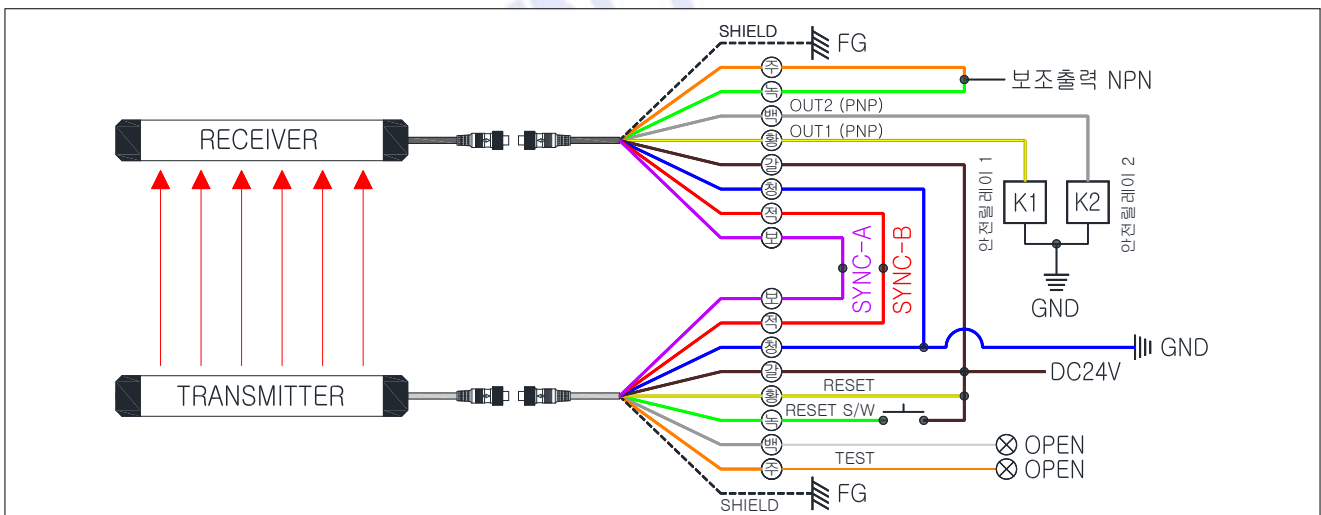 SHIELD
FG
주
보조출력 NPN
녹
백
OUT2 (PNP)
황
OUT1 (PNP)
RECEIVER
갈
청
적
모
K1
K2
안전릴레이 1
안전릴레이 2
GND
SYNC-A
SYNC-B
모
적
청
GND
갈
DC24V
TRANSMITTER
황
RESET
녹
RESET S/W
백
OPEN
주
TEST
OPEN
FG
SHIELD